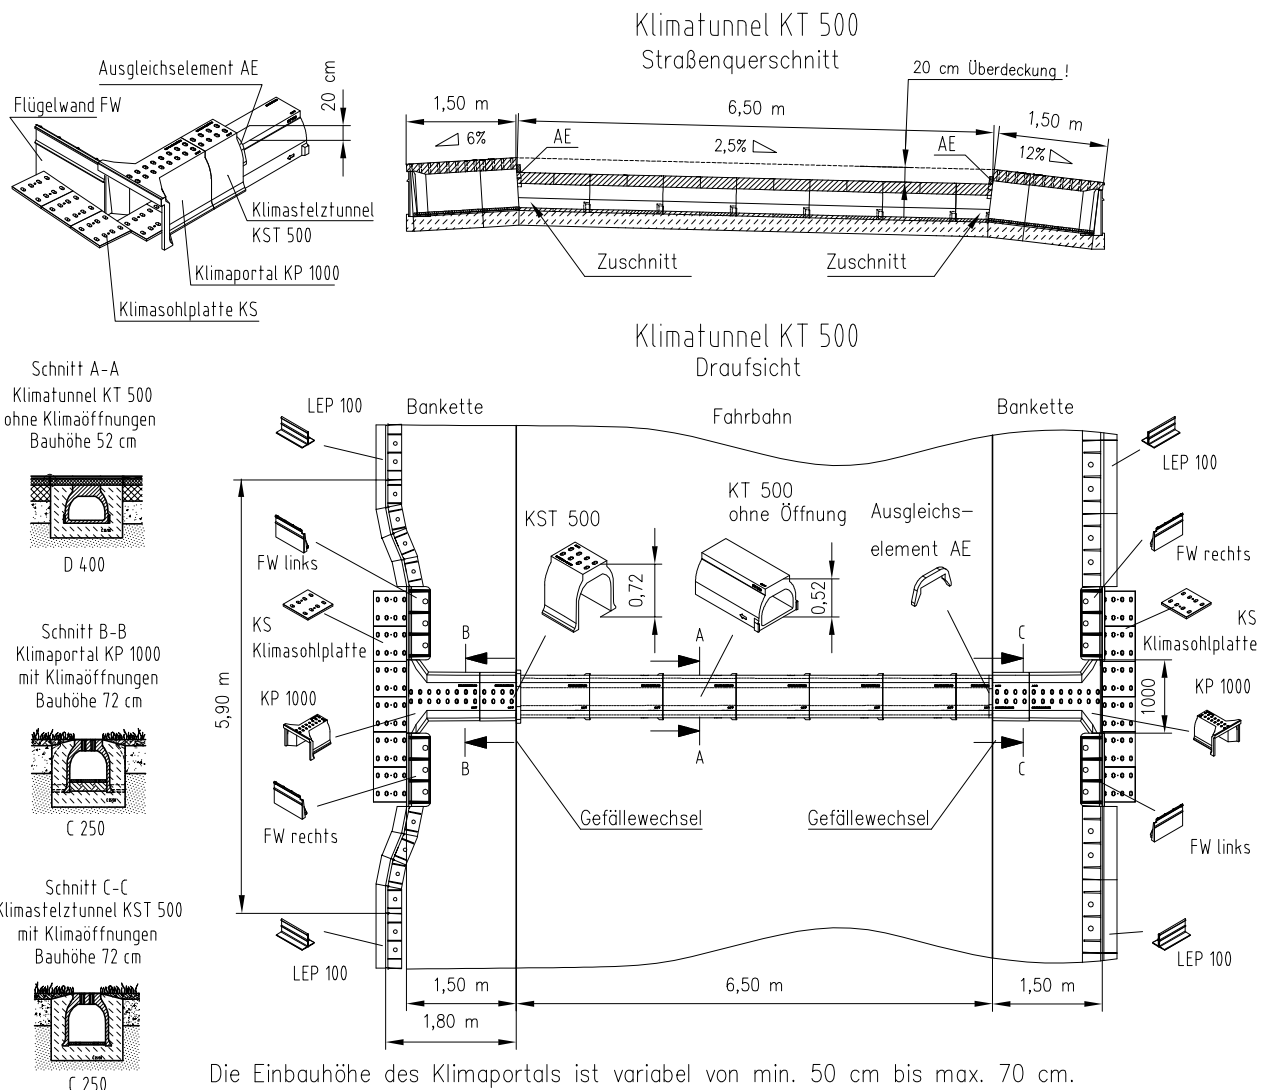 Klimatunnel KT 500
Straßenquerschnitt
20 cm Überdeckung !
Ausgleichselement AE
20 cm
Flügelwand FW
Klimastelztunnel
KST 500
Klimaportal KP 1000
Klimasohlplatte KS
1,50 m
6,50 m
1,50 m
6%
AE
2,5%
AE
12%
Zuschnitt
Zuschnitt
Klimatunnel KT 500
Draufsicht
Schnitt A-A
Klimatunnel KT 500
ohne Klimaöffnungen
Bauhöhe 52 cm
D 400
Schnitt B-B
Klimaportal KP 1000
mit Klimaöffnungen
Bauhöhe 72 cm
C 250
Schnitt C-C
Klimastelztunnel KST 500
mit Klimaöffnungen
Bauhöhe 72 cm
C 250
LEP 100
Bankette
Fahrbahn
Bankette
LEP 100
KST 500
KT 500
ohne Öffnung
Ausgleichs-
element AE
FW links
FW rechts
0,72
0,52
KS
Klimasohlplatte
KS
Klimasohlplatte
B
A
C
5,90 m
KP 1000
1000
KP 1000
B
A
C
Gefällewechsel
Gefällewechsel
FW rechts
FW links
LEP 100
LEP 100
1,50 m
6,50 m
1,50 m
1,80 m
Die Einbauhöhe des Klimaportals ist variabel von min. 50 cm bis max. 70 cm.